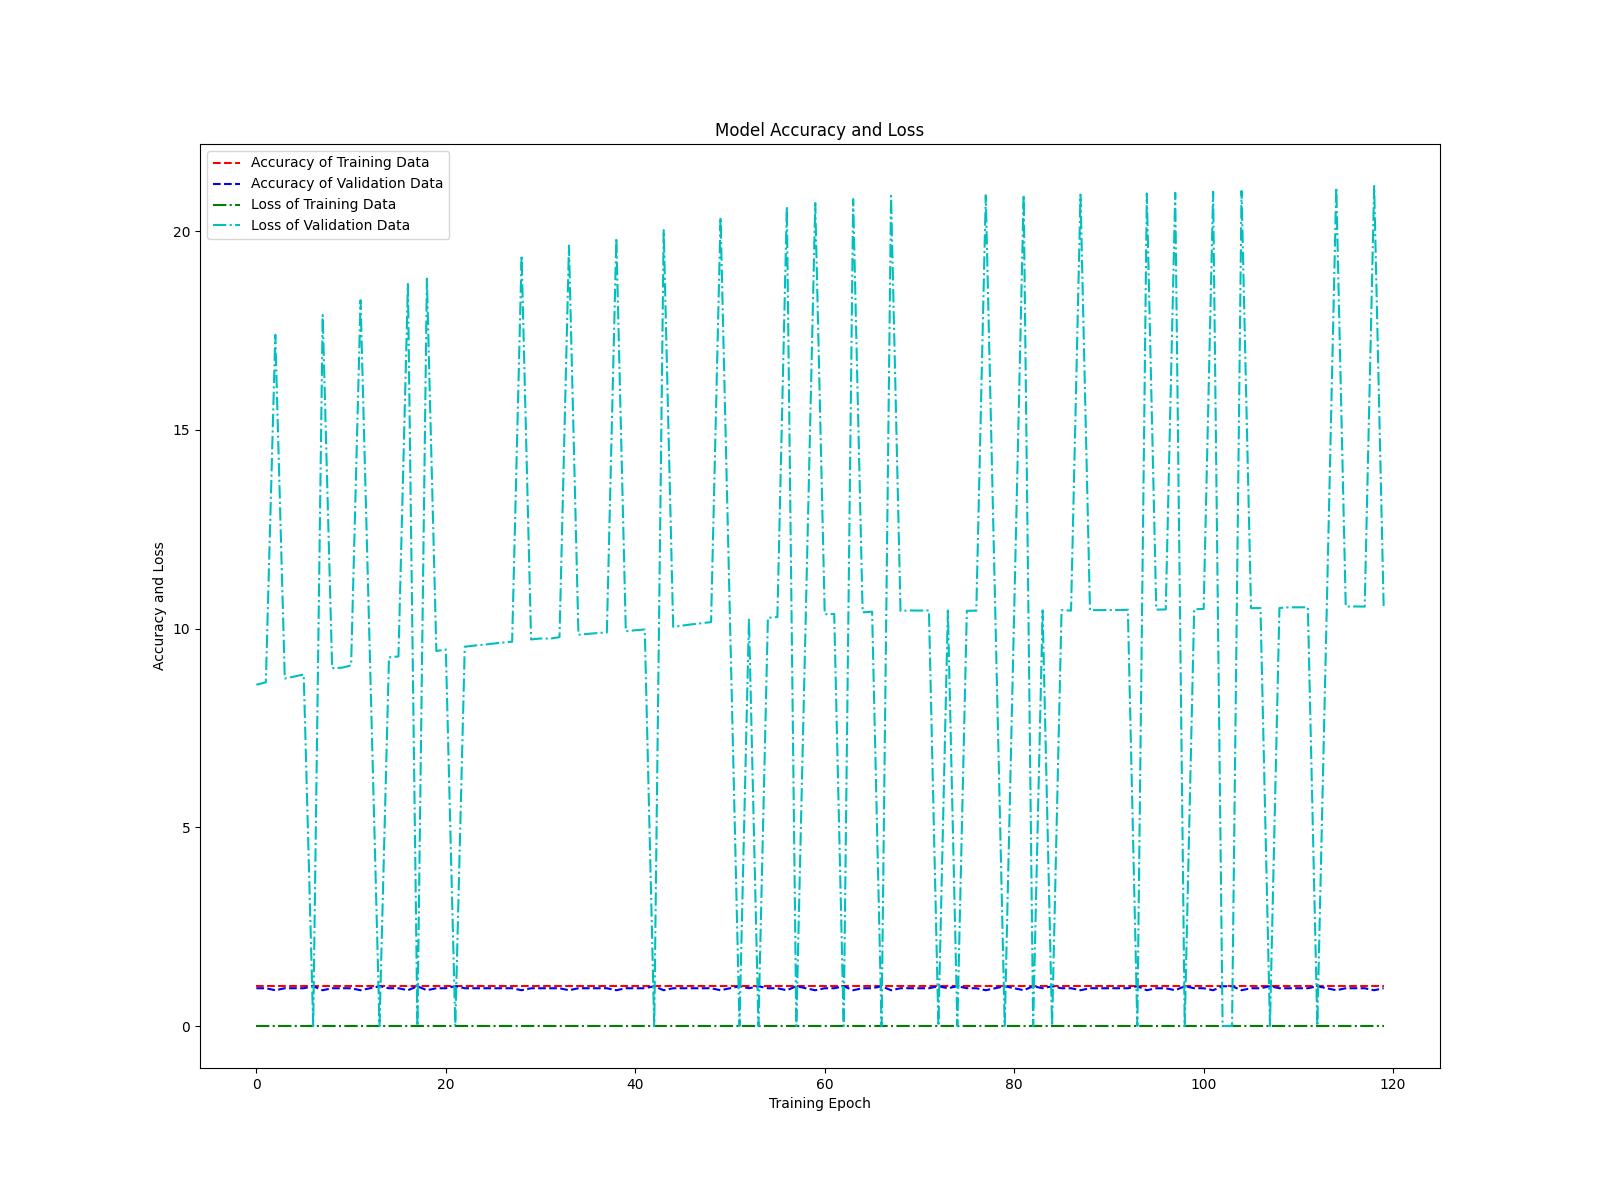 Model Accuracy and Loss
Accuracy of Training Data
Accuracy of Validation Data
Loss of Training Data
Loss of Validation Data
Accuracy and Loss
20
15
10
5
0
0 20 40 60 80 100 120
Training Epoch